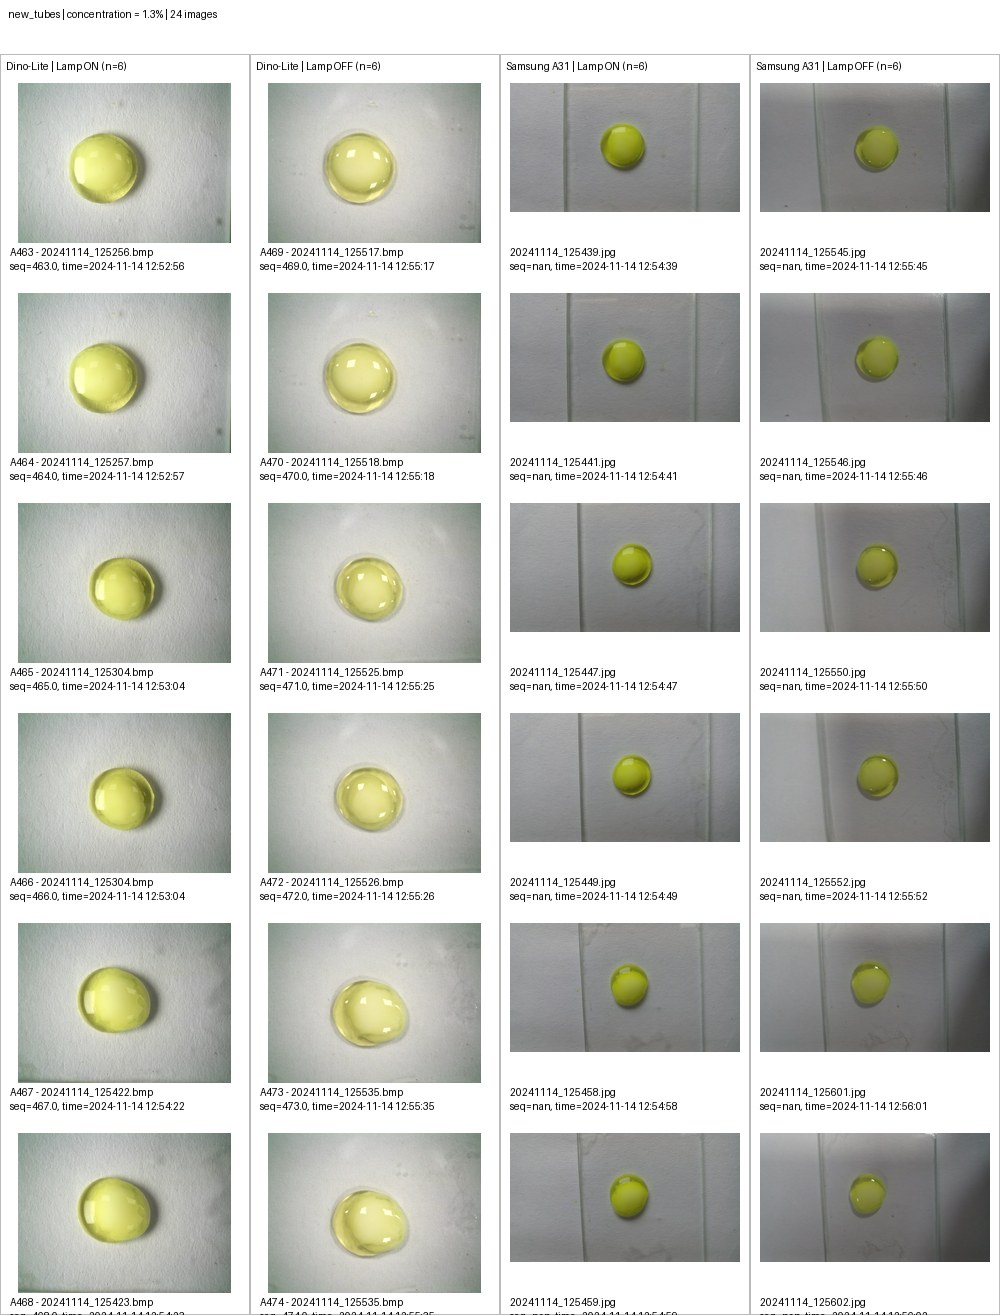 new_tubes | concentration = 1.3% | 24 images
Dino-Lite | Lamp ON (n=6)
Dino-Lite | Lamp OFF (n=6)
Samsung A31 | Lamp ON (n=6)
Samsung A31 | Lamp OFF (n=6)
A463 - 20241114_125256.bmp
seq=463.0, time=2024-11-14 12:52:56
A469 - 20241114_125517.bmp
seq=469.0, time=2024-11-14 12:55:17
20241114_125439.jpg
seq=nan, time=2024-11-14 12:54:39
20241114_125545.jpg
seq=nan, time=2024-11-14 12:55:45
A464 - 20241114_125257.bmp
seq=464.0, time=2024-11-14 12:52:57
A470 - 20241114_125518.bmp
seq=470.0, time=2024-11-14 12:55:18
20241114_125441.jpg
seq=nan, time=2024-11-14 12:54:41
20241114_125546.jpg
seq=nan, time=2024-11-14 12:55:46
A465 - 20241114_125304.bmp
seq=465.0, time=2024-11-14 12:53:04
A471 - 20241114_125525.bmp
seq=471.0, time=2024-11-14 12:55:25
20241114_125447.jpg
seq=nan, time=2024-11-14 12:54:47
20241114_125550.jpg
seq=nan, time=2024-11-14 12:55:50
A466 - 20241114_125304.bmp
seq=466.0, time=2024-11-14 12:53:04
A472 - 20241114_125526.bmp
seq=472.0, time=2024-11-14 12:55:26
20241114_125449.jpg
seq=nan, time=2024-11-14 12:54:49
20241114_125552.jpg
seq=nan, time=2024-11-14 12:55:52
A467 - 20241114_125422.bmp
seq=467.0, time=2024-11-14 12:54:22
A473 - 20241114_125535.bmp
seq=473.0, time=2024-11-14 12:55:35
20241114_125458.jpg
seq=nan, time=2024-11-14 12:54:58
20241114_125601.jpg
seq=nan, time=2024-11-14 12:56:01
A468 - 20241114_125423.bmp
A474 - 20241114_125535.bmp
20241114_125459.jpg
20241114_125602.jpg